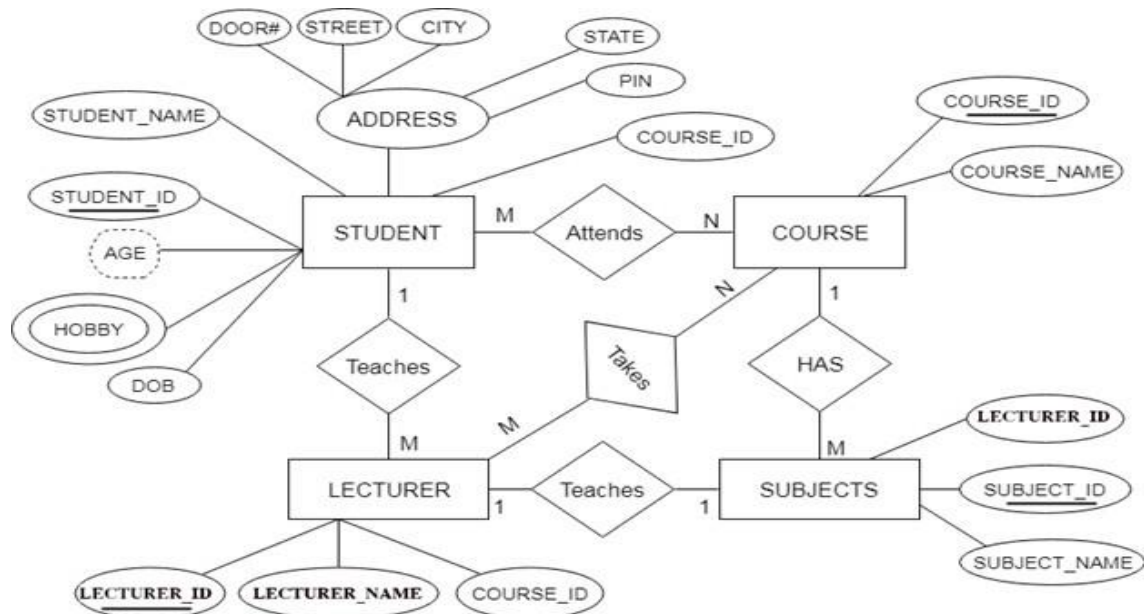 DOOR#
STREET
CITY
STATE
PIN
ADDRESS
STUDENT_NAME
COURSE_ID
COURSE_ID
COURSE_NAME
STUDENT_ID
AGE
HOBBY
DOB
STUDENT
M
Attends
N
COURSE
1
N
1
Teaches
Takes
HAS
M
M
M
LECTURER_ID
LECTURER
1
Teaches
1
SUBJECTS
SUBJECT_ID
SUBJECT_NAME
LECTURER_ID
LECTURER_NAME
COURSE_ID